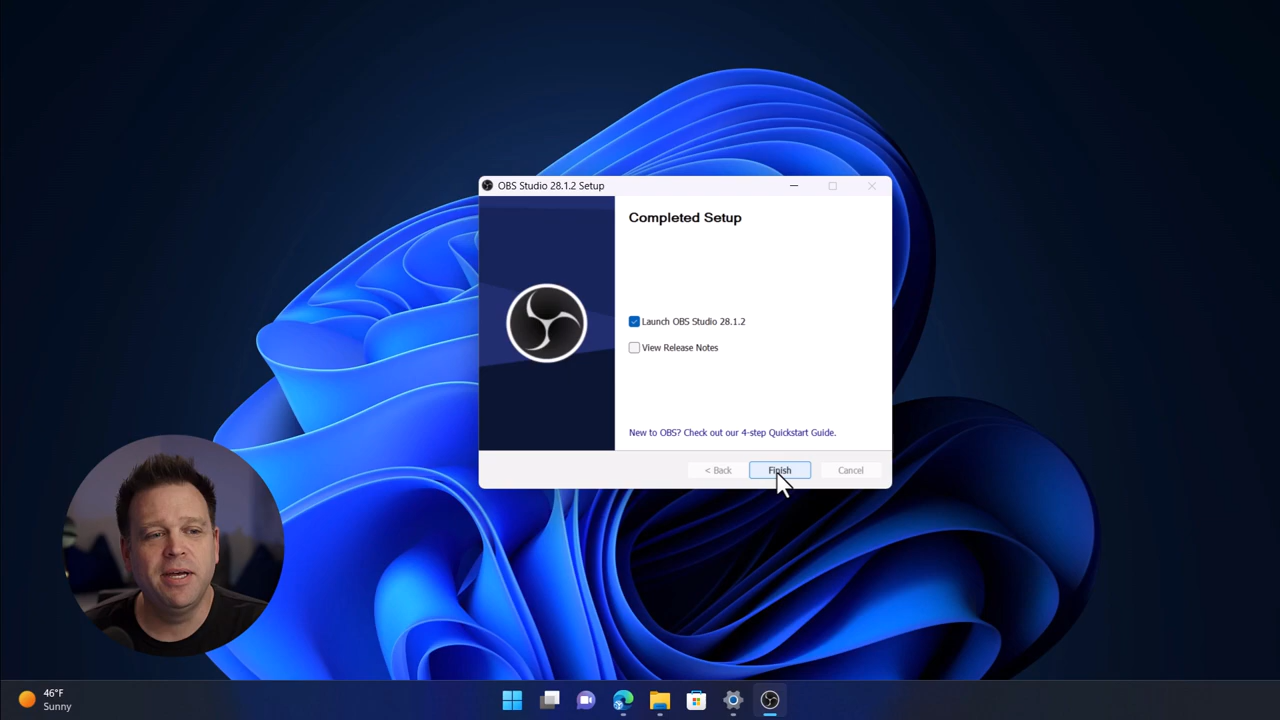 OBS Studio 28.1.2 Setup
Completed Setup
Launch OBS Studio 28.1.2
View Release Notes
New to OBS? Check out our 4-step Quickstart Guide.
< Back
Finish
Cancel
46°F
Sunny